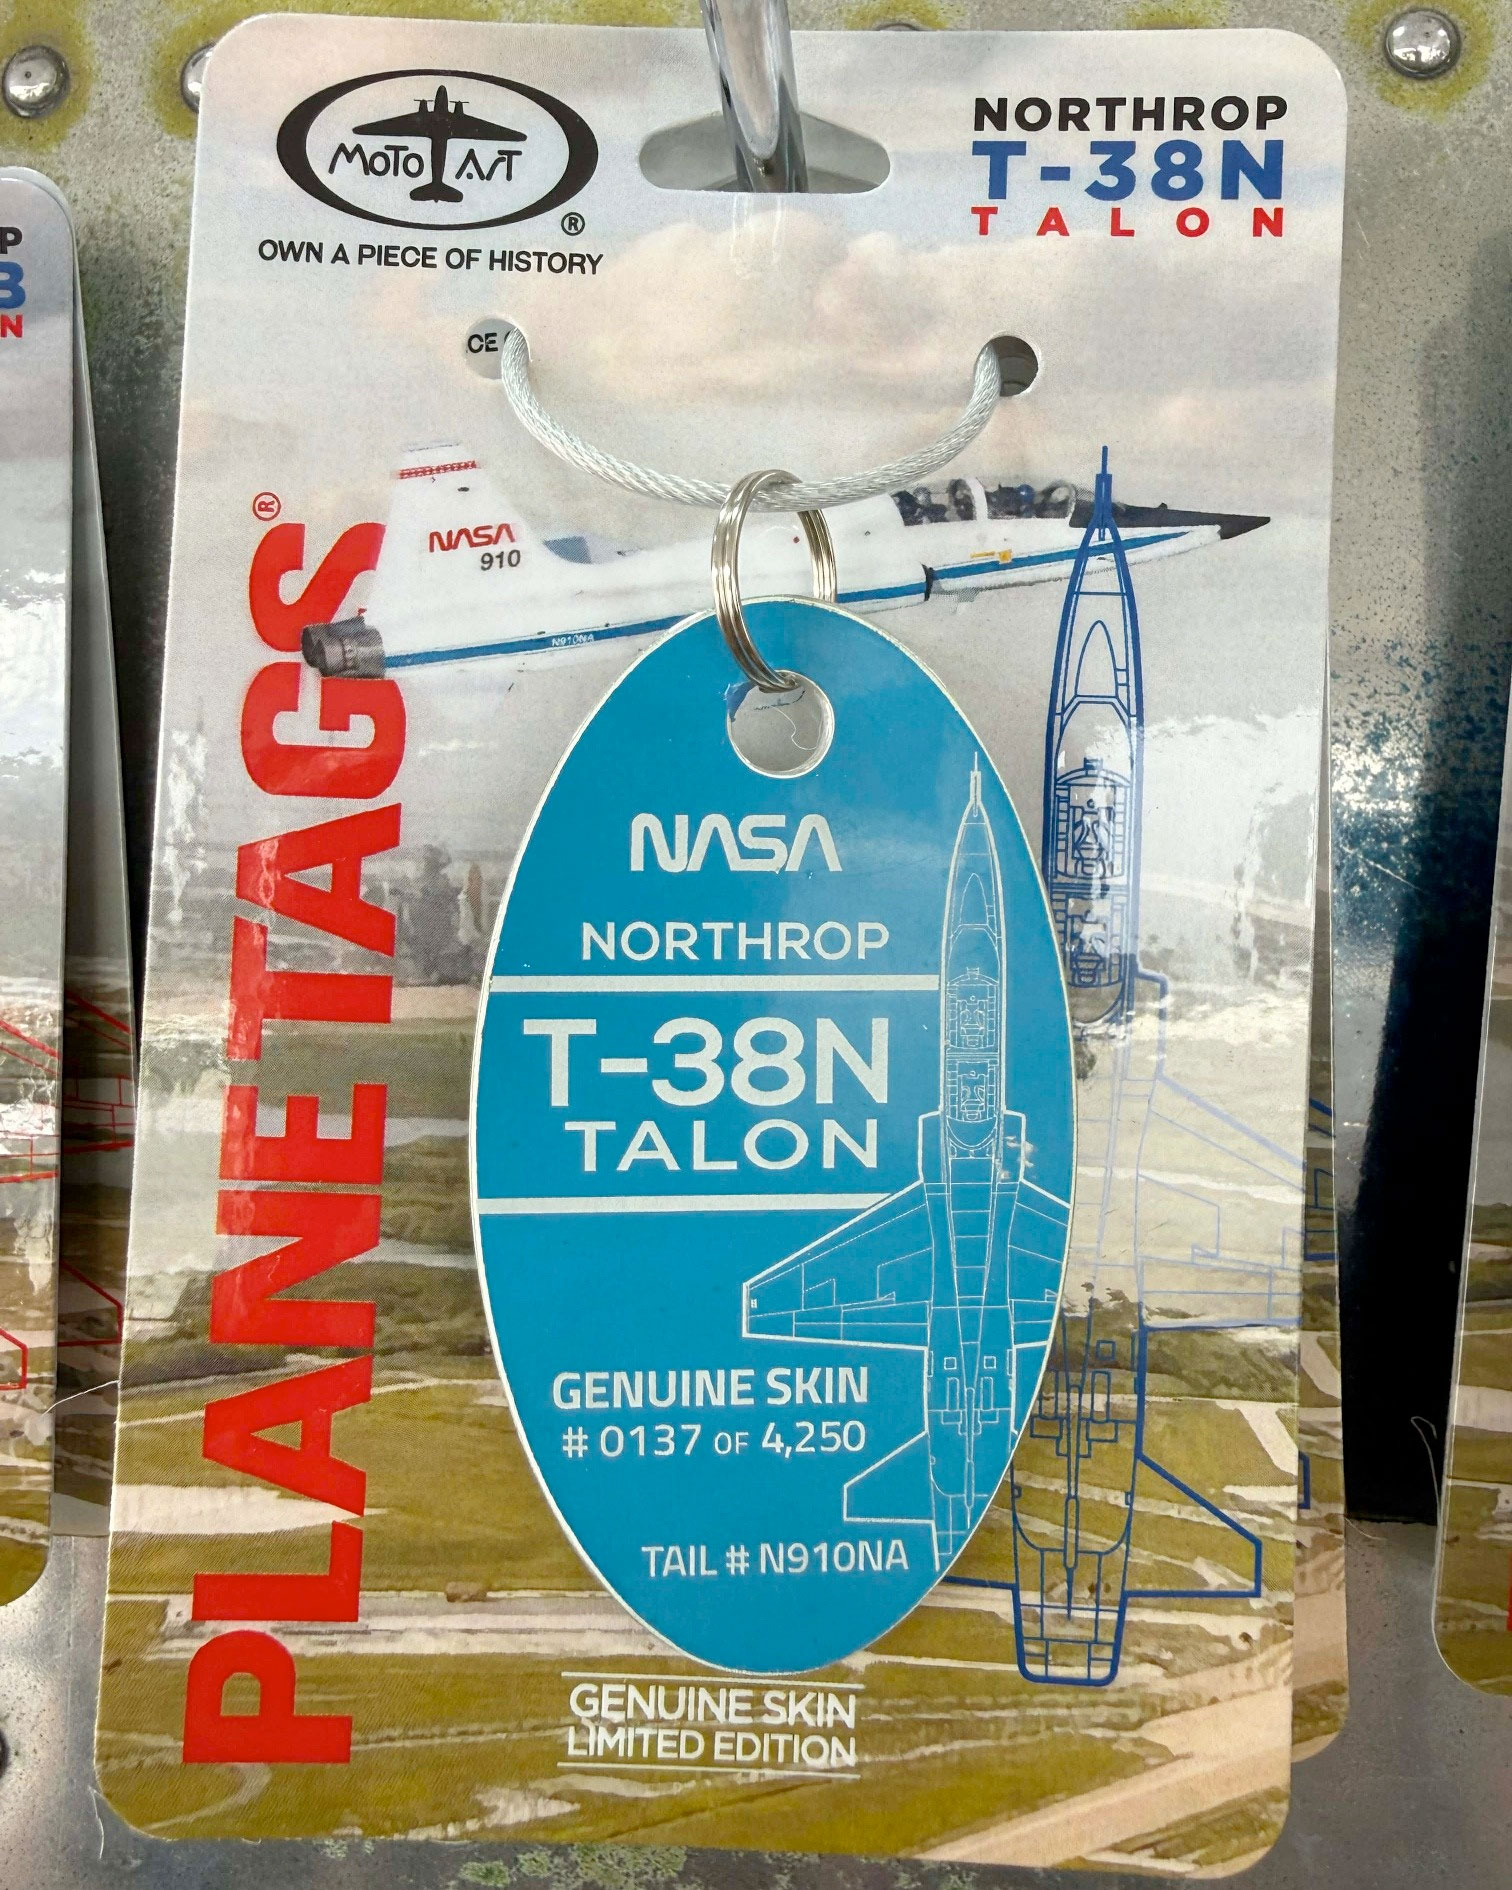 MOTO ART
®
OWN A PIECE OF HISTORY
NORTHROP
T-38N
TALON
CE
PLANETAGS®
NASA
910
N910NA
NASA
NORTHROP
T-38N
TALON
GENUINE SKIN
# 0137 OF 4,250
TAIL # N910NA
GENUINE SKIN
LIMITED EDITION
P
N